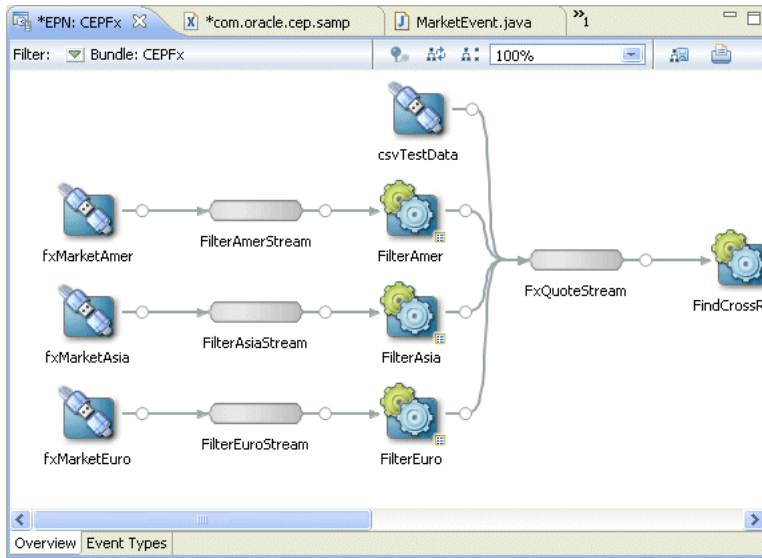 *EPN: CEPFx
*com.oracle.cep.samp
MarketEvent.java
»1
Filter: Bundle: CEPFx
100%
csvTestData
fxMarketAmer
FilterAmerStream
FilterAmer
FxQuoteStream
FindCrossR
fxMarketAsia
FilterAsiaStream
FilterAsia
fxMarketEuro
FilterEuroStream
FilterEuro
Overview
Event Types